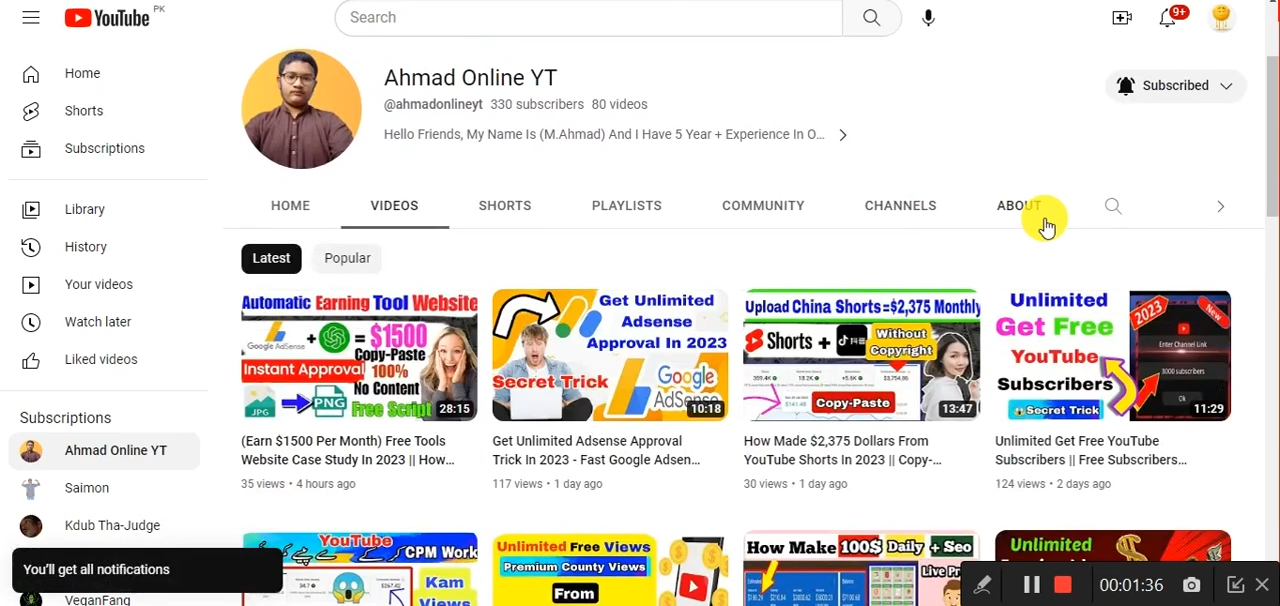 YouTube PK
Search
9+
Home
Shorts
Subscriptions
Library
History
Your videos
Watch later
Liked videos
Subscriptions
Ahmad Online YT
Saimon
Kdub Tha-Judge
VeganFang
You'll get all notifications
Ahmad Online YT
@ahmadonlineyt 330 subscribers 80 videos
Hello Friends, My Name Is (M.Ahmad) And I Have 5 Year + Experience In O...
Subscribed
HOME VIDEOS SHORTS PLAYLISTS COMMUNITY CHANNELS ABOUT
Latest Popular
Automatic Earning Tool Website
Google AdSense + = $1500
Copy-Paste
Instant Approval 100%
No Content
JPG PNG Free Script
28:15
(Earn $1500 Per Month) Free Tools
Website Case Study In 2023 || How...
35 views • 4 hours ago
Get Unlimited
Adsense
Approval In 2023
Secret Trick
Google
AdSense
10:18
Get Unlimited Adsense Approval
Trick In 2023 - Fast Google Adsen...
117 views • 1 day ago
Upload China Shorts=$2,375 Monthly
Shorts + Without
Copyright
Copy-Paste
13:47
How Made $2,375 Dollars From
YouTube Shorts In 2023 || Copy-...
30 views • 1 day ago
Unlimited
Get Free
YouTube
Subscribers
Secret Trick
2023 New
Enter Channel Link
3000 subscribers
Ok
11:29
Unlimited Get Free YouTube
Subscribers || Free Subscribers...
124 views • 2 days ago
YouTube
CPM Work
Kam
Views
Unlimited Free Views
Premium County Views
From
How Make 100$ Daily + Seo
Live Pr
Unlimited
00:01:36